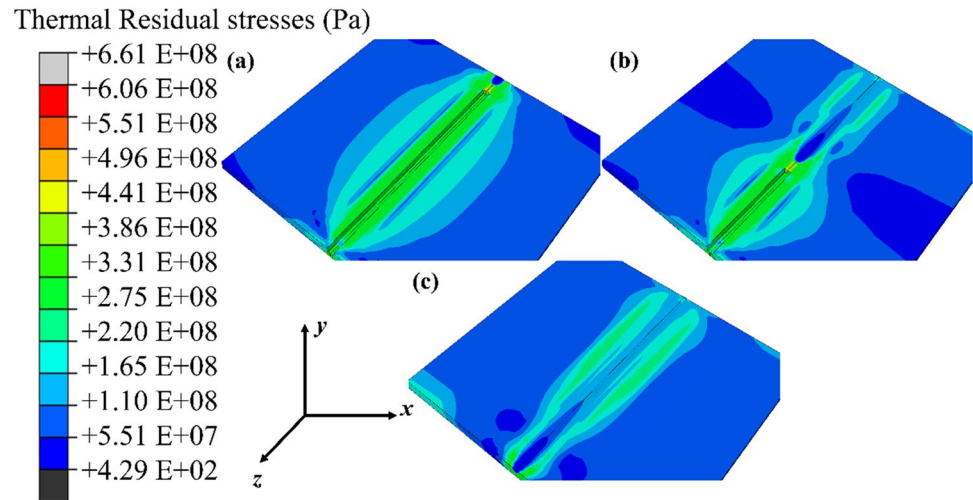 Thermal Residual stresses (Pa)
+6.61 E+08
+6.06 E+08
+5.51 E+08
+4.96 E+08
+4.41 E+08
+3.86 E+08
+3.31 E+08
+2.75 E+08
+2.20 E+08
+1.65 E+08
+1.10 E+08
+5.51 E+07
+4.29 E+02
(a)
(b)
(c)
y
x
z